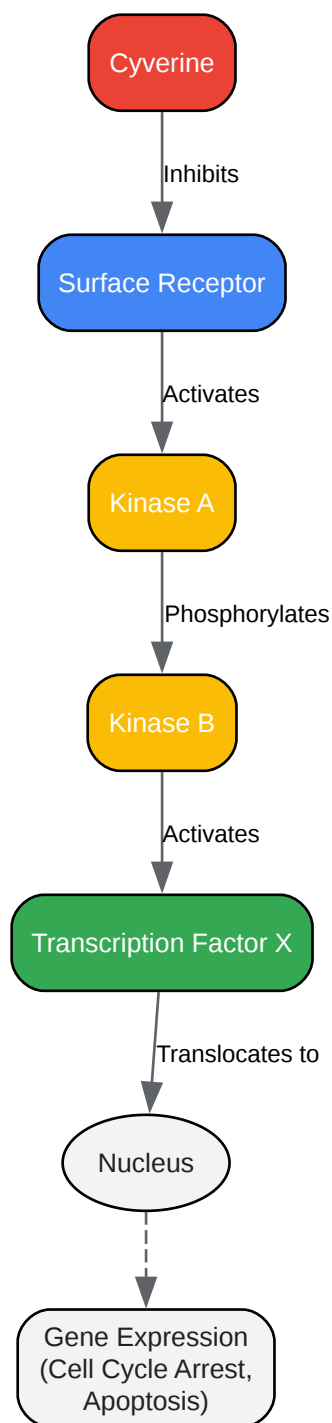 Cyverine
Inhibits
Surface Receptor
Activates
Kinase A
Phosphorylates
Kinase B
Activates
Transcription Factor X
Translocates to
Nucleus
Gene Expression
(Cell Cycle Arrest,
Apoptosis)